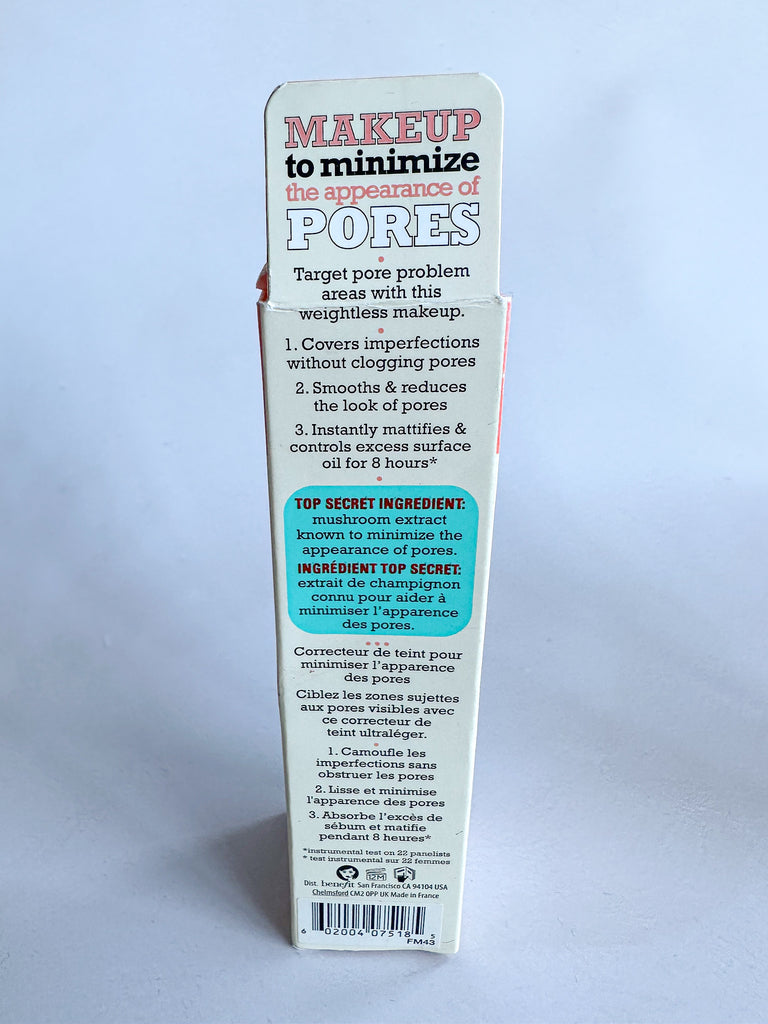 MAKEUP
to minimize
the appearance of
PORES
Target pore problem
areas with this
weightless makeup.
1. Covers imperfections
without clogging pores
2. Smooths & reduces
the look of pores
3. Instantly mattifies &
controls excess surface
oil for 8 hours*
TOP SECRET INGREDIENT:
mushroom extract
known to minimize the
appearance of pores.
INGRÉDIENT TOP SECRET:
extrait de champignon
connu pour aider à
minimiser l'apparence
des pores.
Correcteur de teint pour
minimiser l'apparence
des pores
Ciblez les zones sujettes
aux pores visibles avec
ce correcteur de
teint ultraléger.
1. Camoufle les
imperfections sans
obstruer les pores
2. Lisse et minimise
l'apparence des pores
3. Absorbe l'excès de
sébum et matifie
pendant 8 heures*
*instrumental test on 22 panelists
* test instrumental sur 22 femmes
12M
Dist. benefit San Francisco CA 94104 USA
Chelmsford CM2 0PP UK Made in France
6 02004 07518 5
FM43